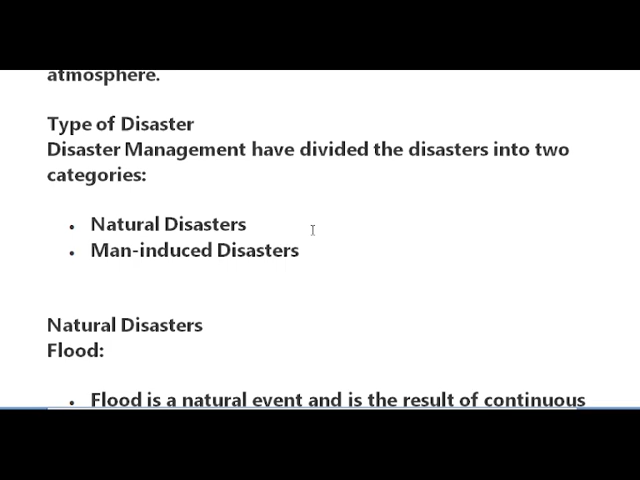 atmosphere.
Type of Disaster
Disaster Management have divided the disasters into two
categories:
• Natural Disasters
• Man-induced Disasters
Natural Disasters
Flood:
• Flood is a natural event and is the result of continuous